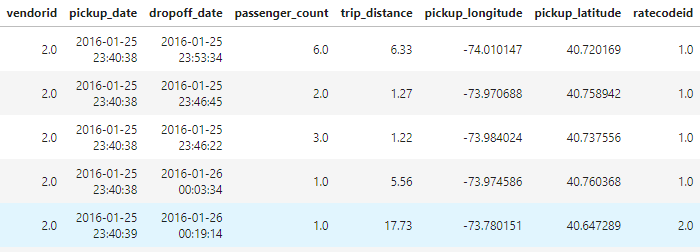 vendorid pickup_date dropoff_date passenger_count trip_distance pickup_longitude pickup_latitude ratecodeid
2.0 2016-01-25 23:40:38 2016-01-25 23:53:34 6.0 6.33 -74.010147 40.720169 1.0
2.0 2016-01-25 23:40:38 2016-01-25 23:46:45 2.0 1.27 -73.970688 40.758942 1.0
2.0 2016-01-25 23:40:38 2016-01-25 23:46:22 3.0 1.22 -73.984024 40.737556 1.0
2.0 2016-01-25 23:40:38 2016-01-26 00:03:34 1.0 5.56 -73.974586 40.760368 1.0
2.0 2016-01-25 23:40:39 2016-01-26 00:19:14 1.0 17.73 -73.780151 40.647289 2.0